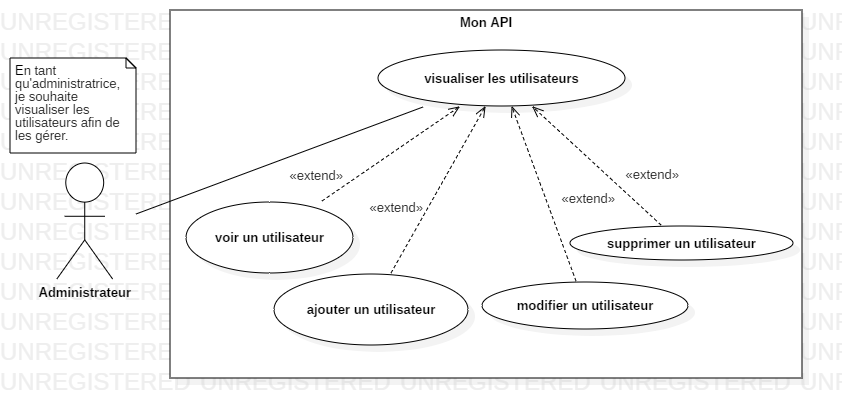 Mon API
En tant
qu'administratrice,
je souhaite
visualiser les
utilisateurs afin de
les gérer.
visualiser les utilisateurs
«extend»
«extend»
«extend»
«extend»
voir un utilisateur
ajouter un utilisateur
modifier un utilisateur
supprimer un utilisateur
Administrateur
UNREGISTERED UNREGISTERED UNREGISTERED UNREGISTERED UNR